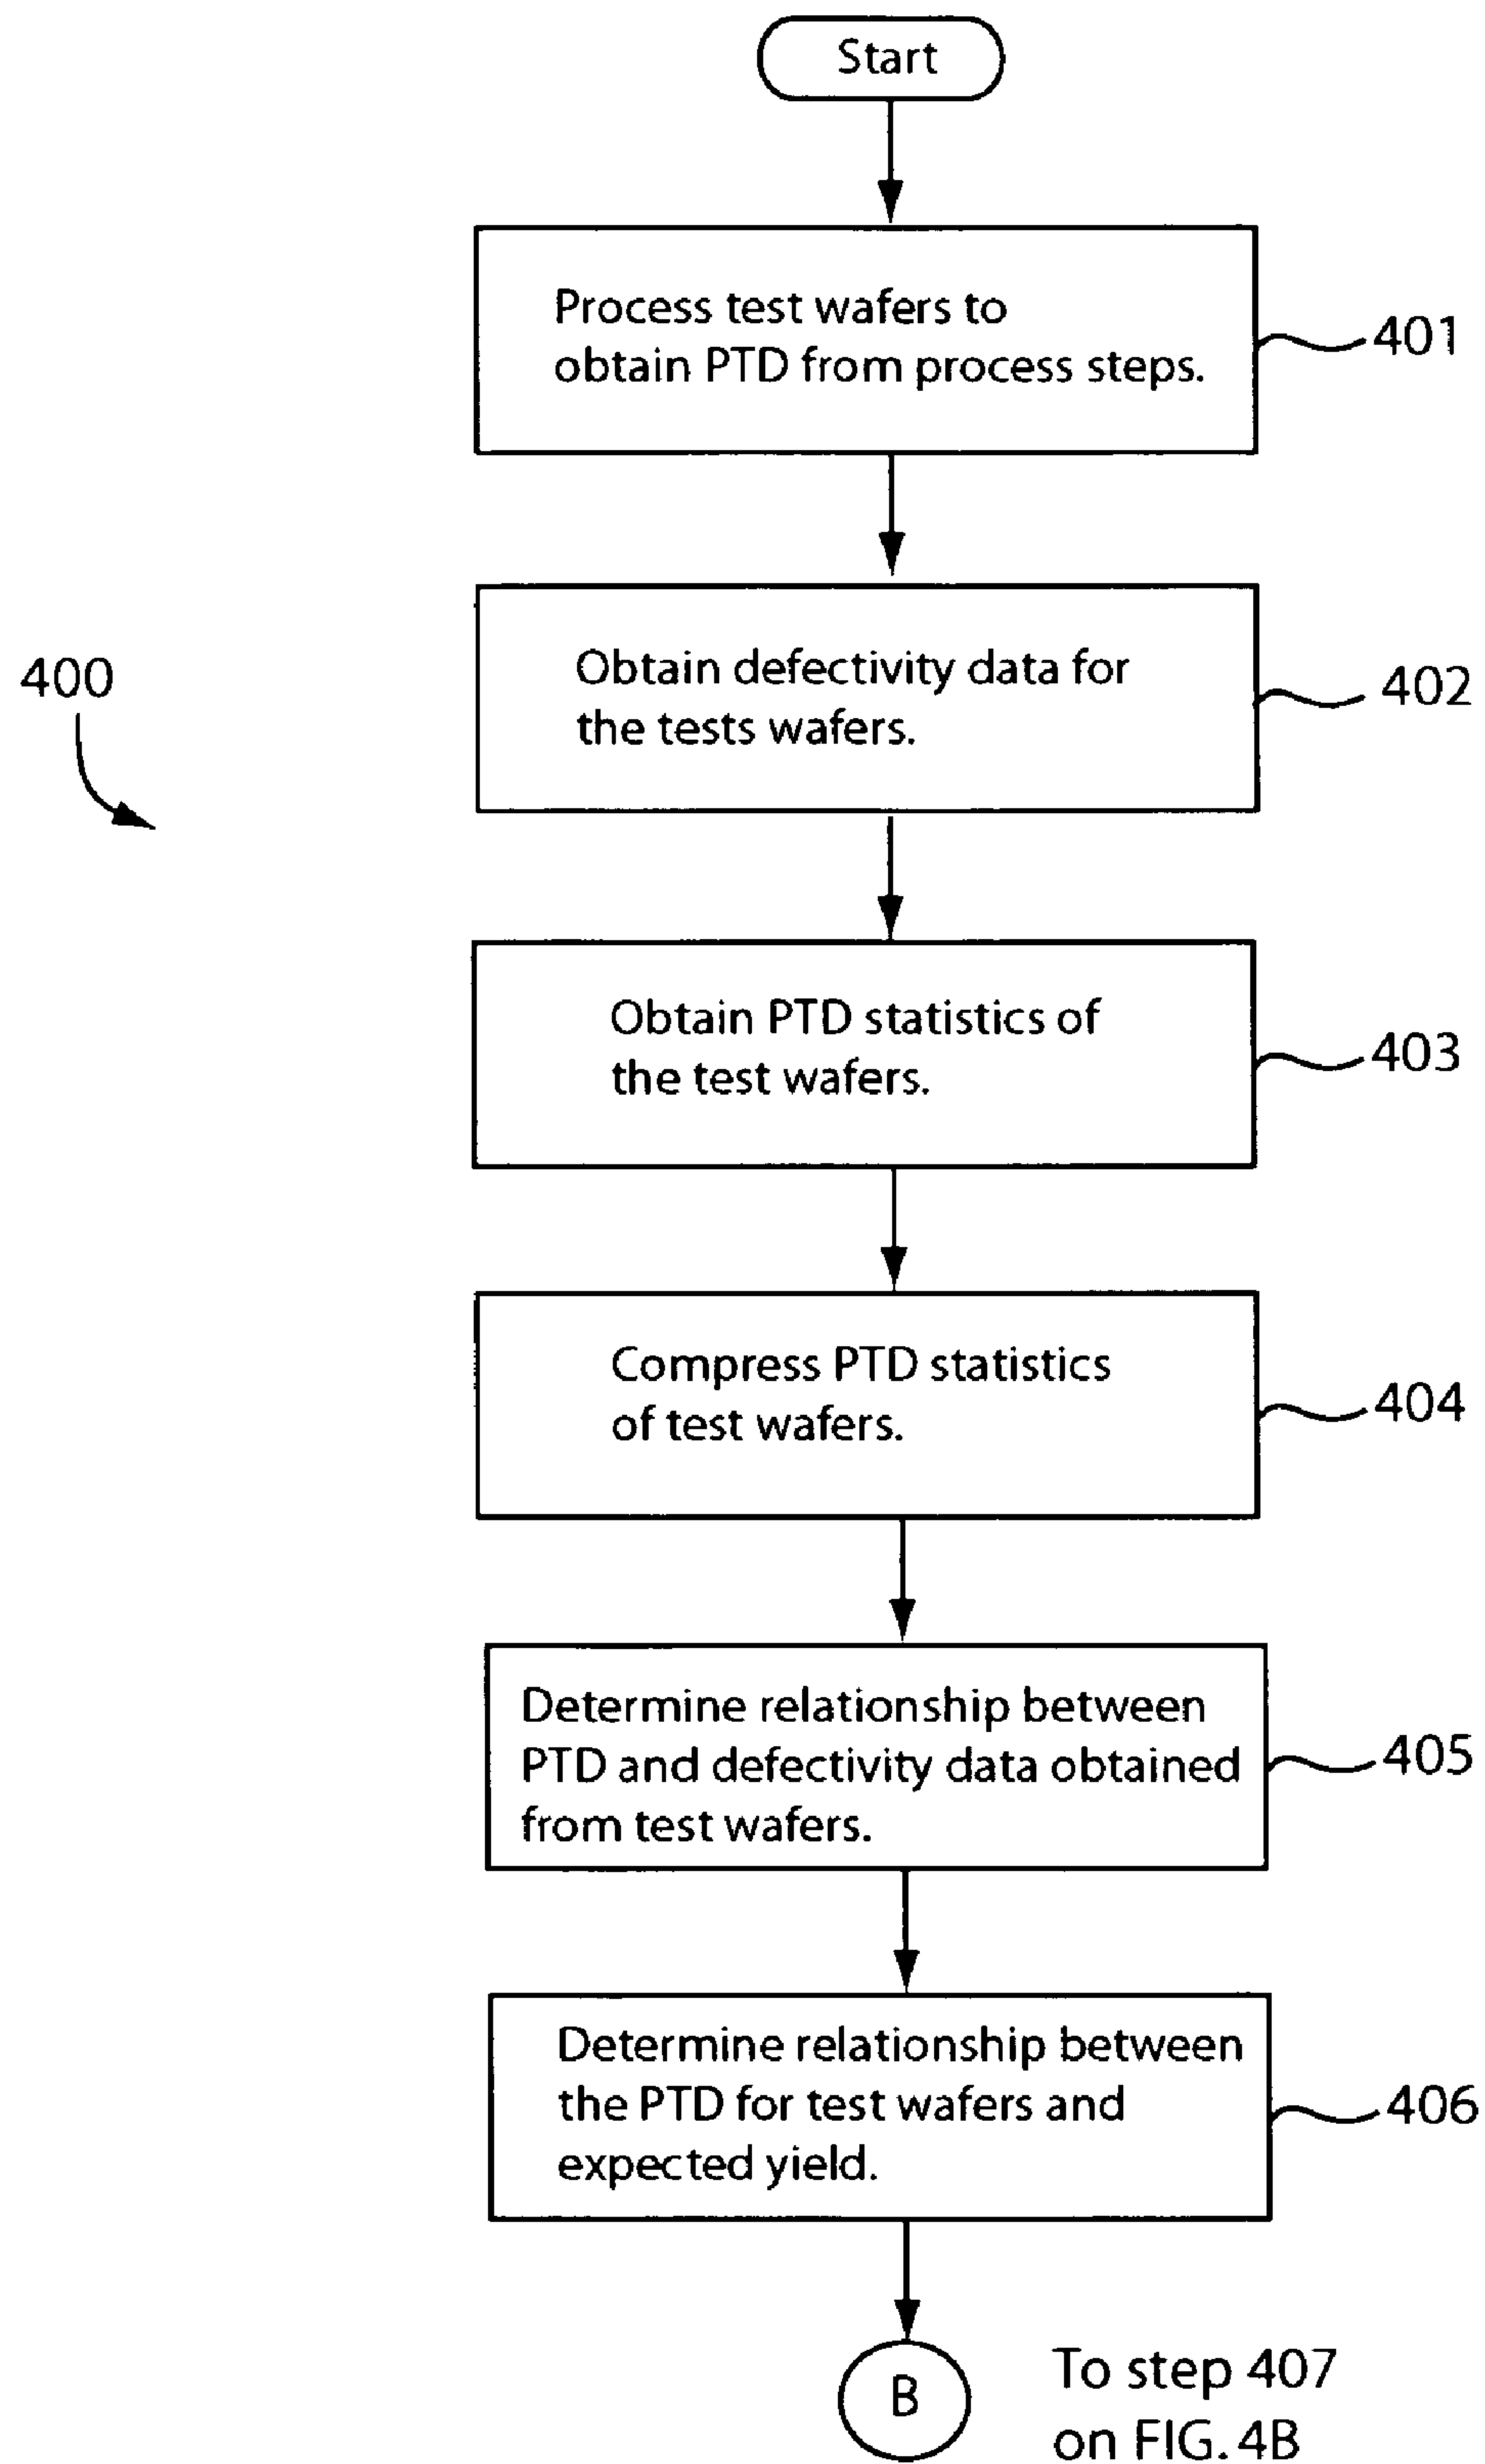 Start
Process test wafers to
obtain PTD from process steps.
401
400
Obtain defectivity data for
the tests wafers.
402
Obtain PTD statistics of
the test wafers.
403
Compress PTD statistics
of test wafers.
404
Determine relationship between
PTD and defectivity data obtained
from test wafers.
405
Determine relationship between
the PTD for test wafers and
expected yield.
406
B
To step 407
on FIG. 4B